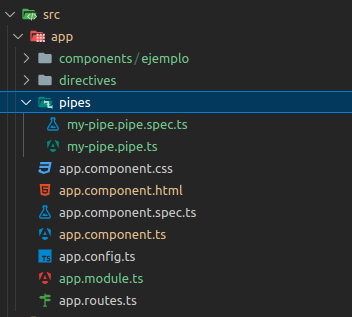 src
app
components/ejemplo
directives
pipes
my-pipe.pipe.spec.ts
my-pipe.pipe.ts
app.component.css
app.component.html
app.component.spec.ts
app.component.ts
TS app.config.ts
app.module.ts
app.routes.ts